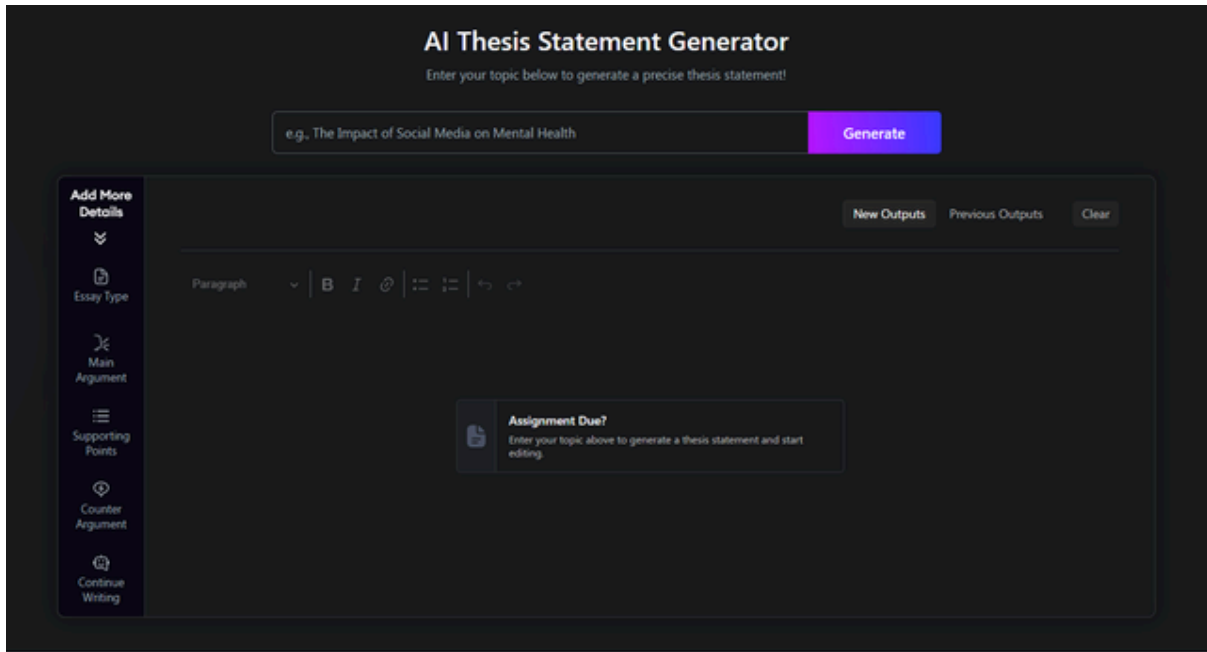 AI Thesis Statement Generator
Enter your topic below to generate a precise thesis statement!
e.g., The Impact of Social Media on Mental Health
Generate
Add More
Details
New Outputs
Previous Outputs
Clear
Essay Type
Paragraph
B
I
Main
Argument
Supporting
Points
Assignment Due?
Enter your topic above to generate a thesis statement and start
editing.
Counter
Argument
Continue
Writing